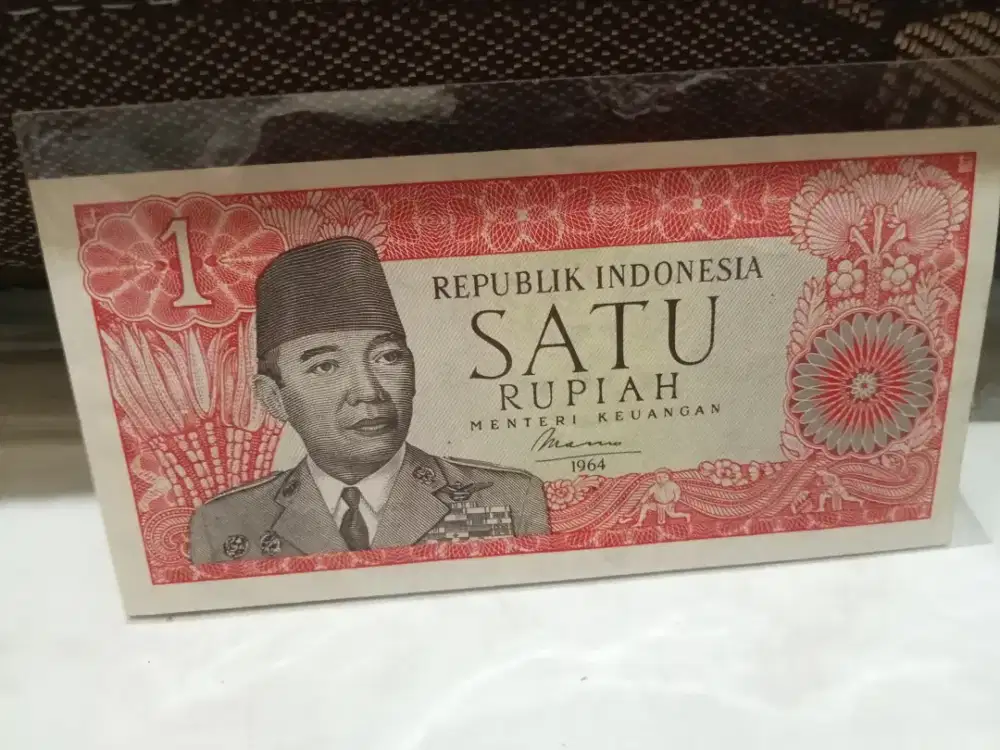 1
REPUBLIK INDONESIA
SATU
RUPIAH
MENTERI KEUANGAN
1964